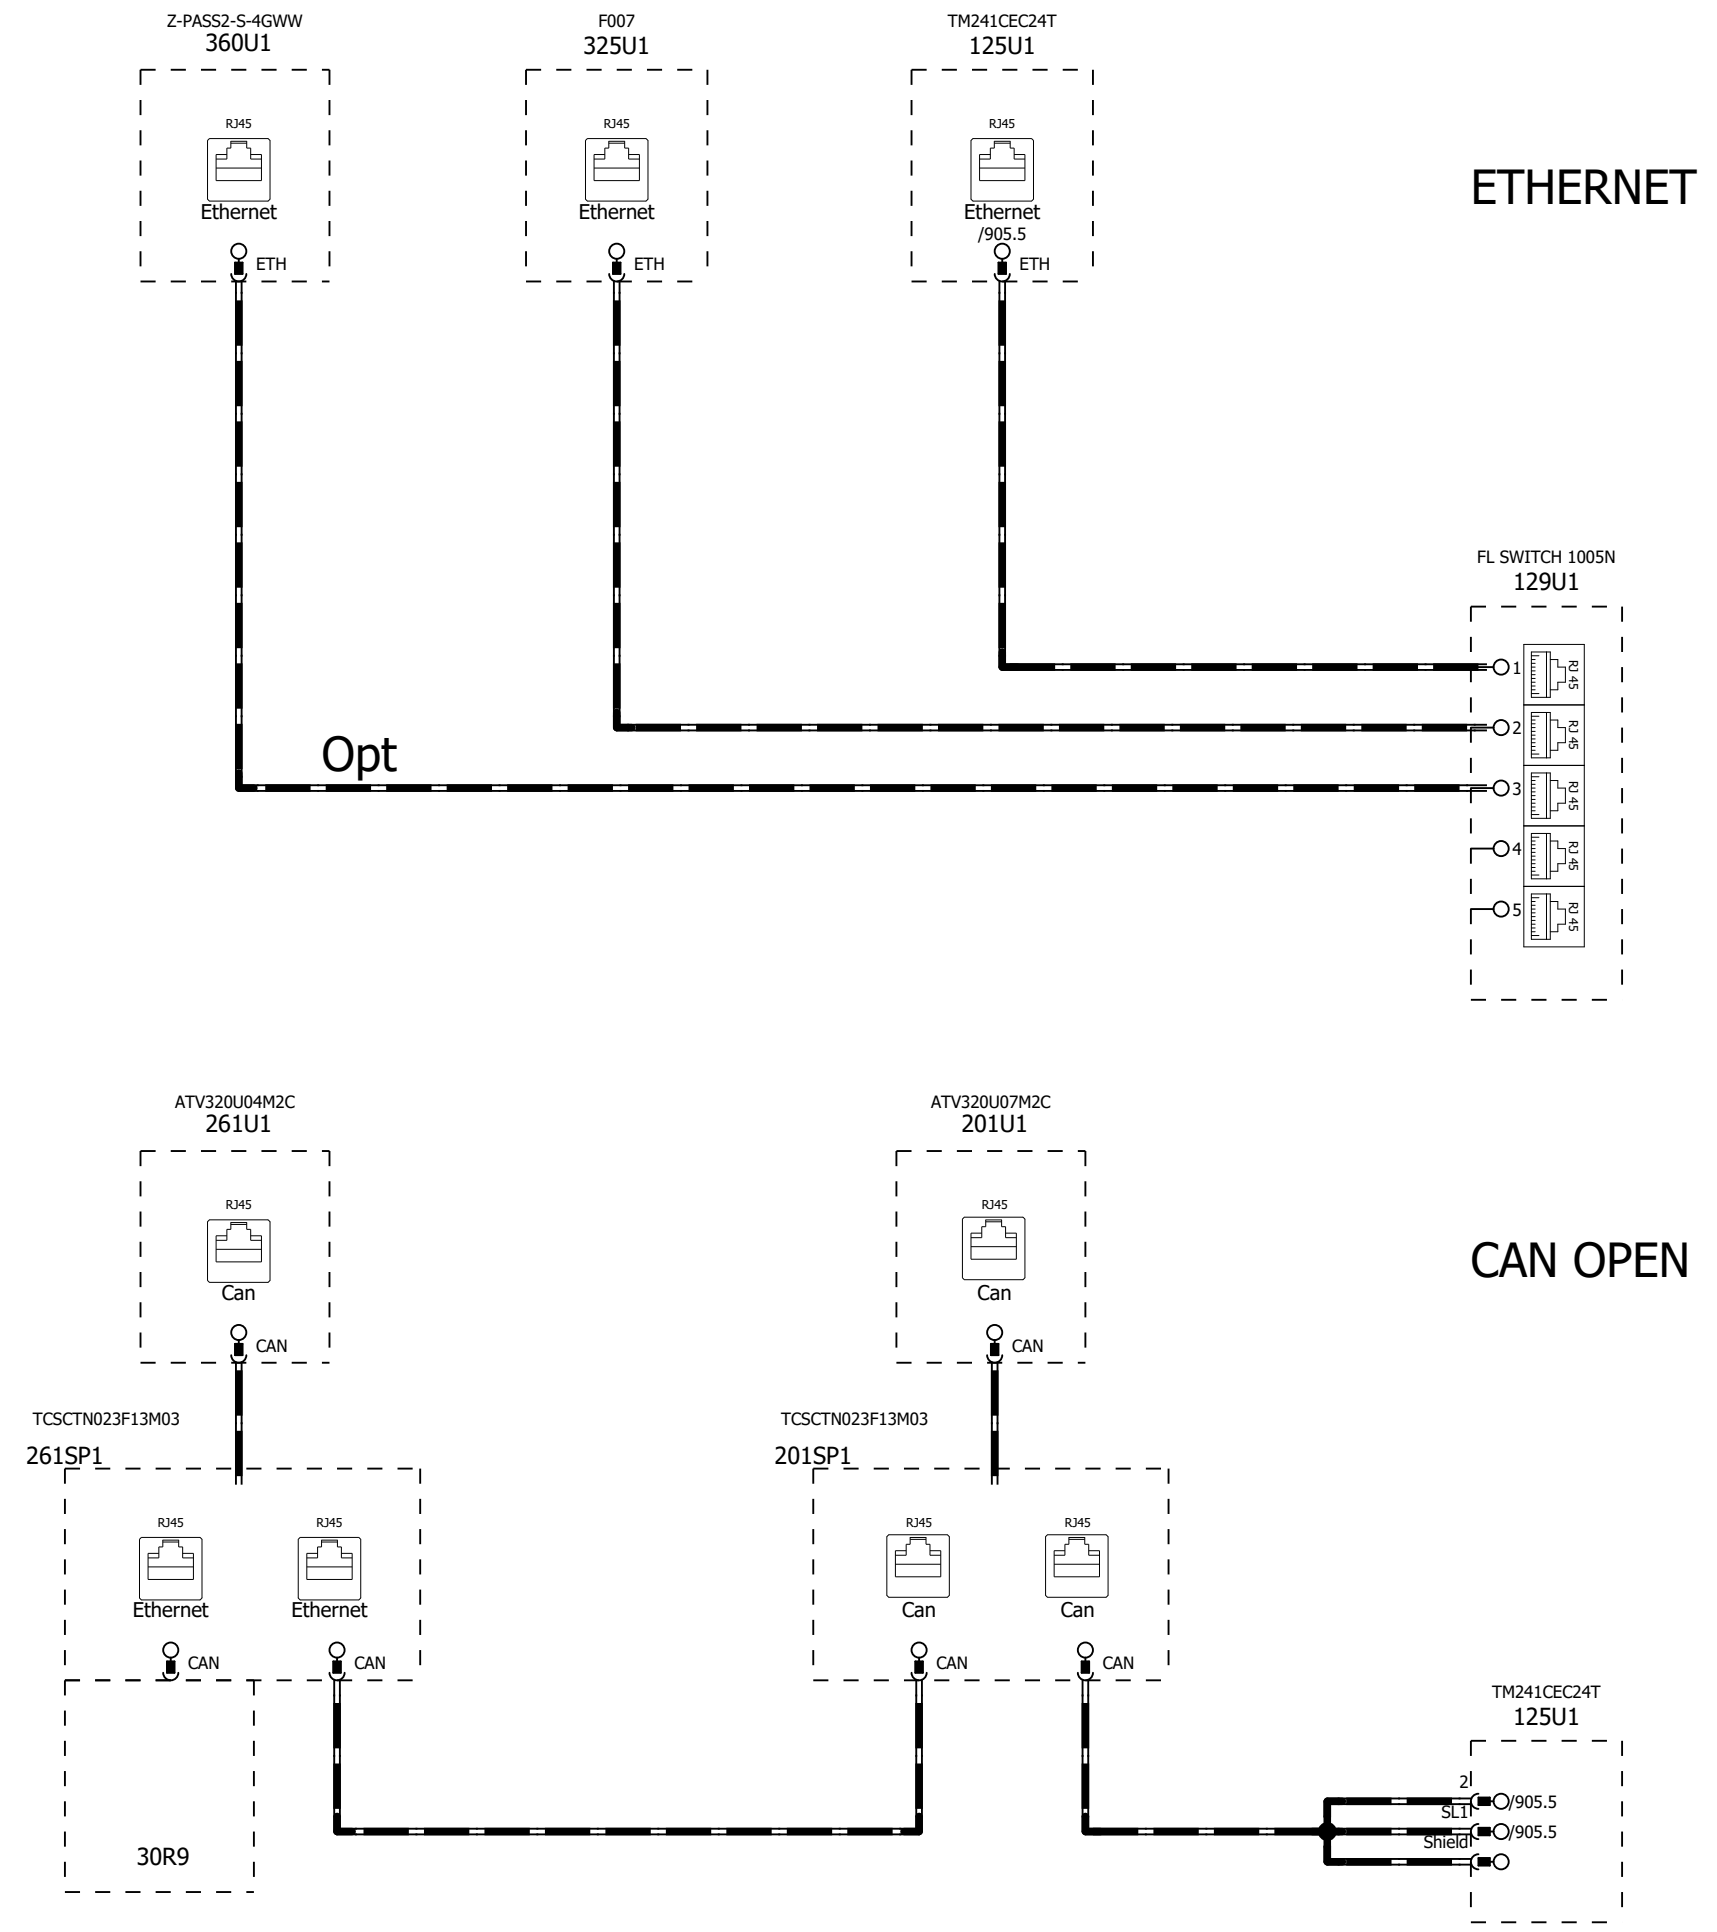 Z-PASS2-S-4GWW
360U1
F007
325U1
TM241CEC24T
125U1
RJ45
RJ45
RJ45
ETHERNET
Ethernet
Ethernet
Ethernet
/905.5
ETH
ETH
ETH
FL SWITCH 1005N
129U1
1
RJ 45
2
RJ 45
Opt
3
RJ 45
4
RJ 45
5
RJ 45
ATV320U04M2C
261U1
ATV320U07M2C
201U1
RJ45
RJ45
CAN OPEN
Can
Can
CAN
CAN
TCSCTN023F13M03
261SP1
TCSCTN023F13M03
201SP1
RJ45
RJ45
RJ45
RJ45
Ethernet
Ethernet
Can
Can
CAN
CAN
CAN
CAN
TM241CEC24T
125U1
2
/905.5
SL1
/905.5
Shield
30R9